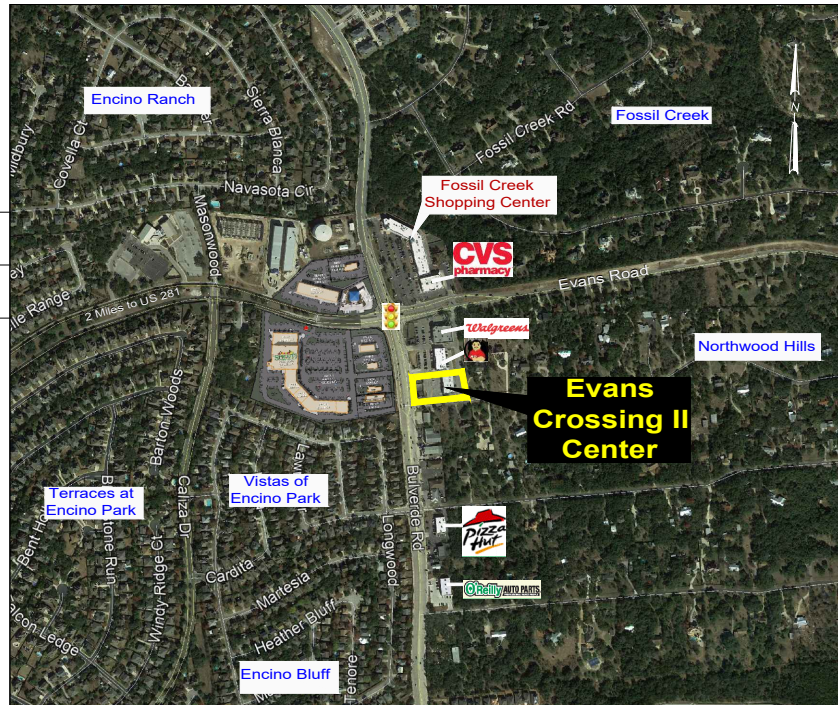 Encino Ranch
Sierra Blanca
Covella Ct
Fossil Creek Rd
Fossil Creek
Navasota Cir
Masonwood
Fossil Creek
Shopping Center
CVS
pharmacy
Evans Road
2 Miles to US 281
Walgreens
Northwood Hills
Evans
Crossing II
Center
Barton Woods
Vistas of
Encino Park
Terraces at
Encino Park
Bulverde Rd
Longwood
Pizza
Hut
O'Reilly AUTO PARTS
Cardita
Martesia
Windy Ridge Ct
Heather Bluff
Encino Bluff
Tenore
N